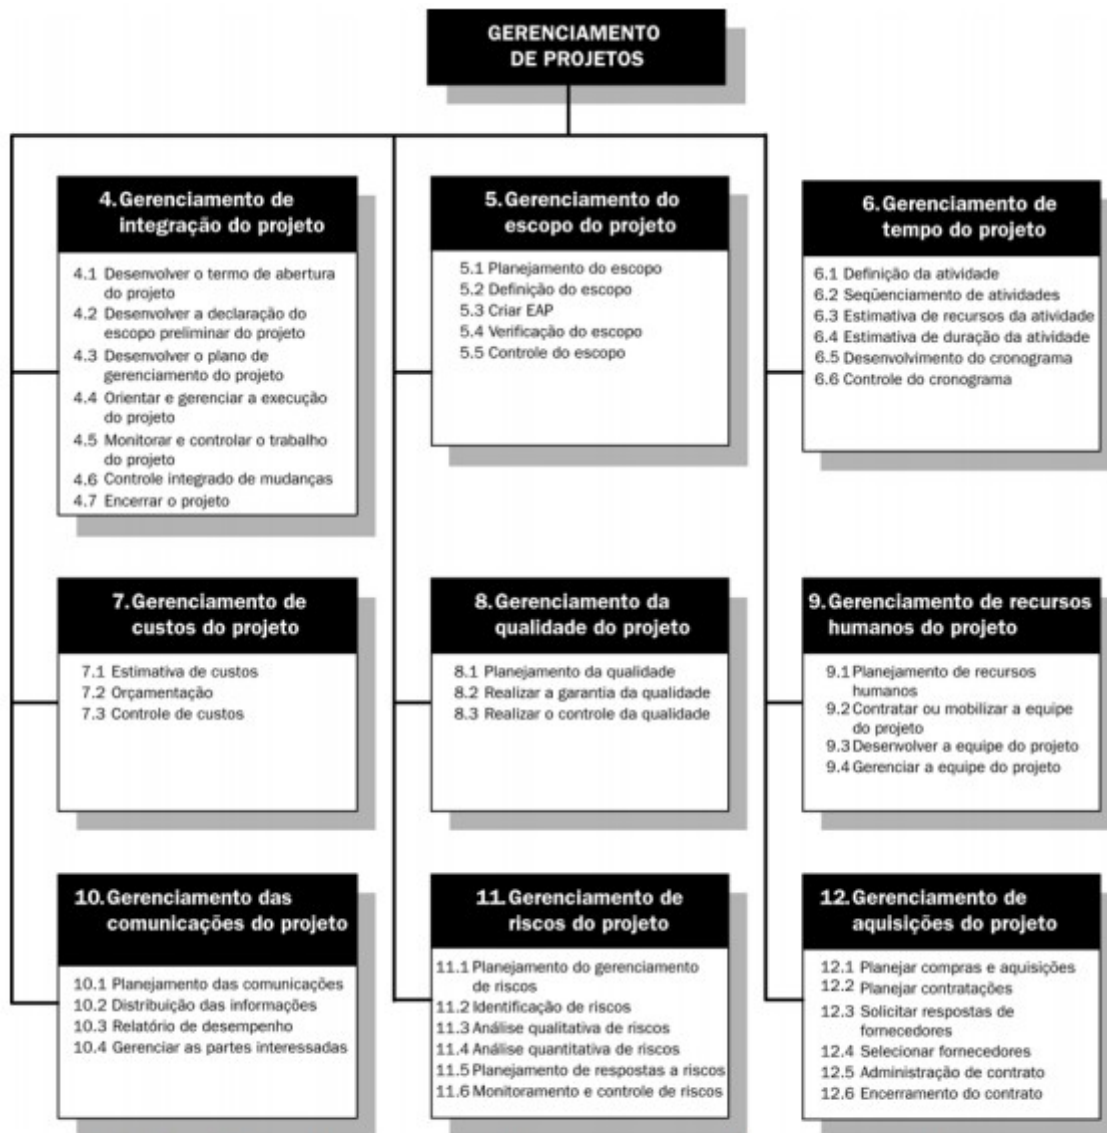 GERENCIAMENTO
DE PROJETOS
4. Gerenciamento de
integração do projeto
4.1 Desenvolver o termo de abertura
do projeto
4.2 Desenvolver a declaração do
escopo preliminar do projeto
4.3 Desenvolver o plano de
gerenciamento do projeto
4.4 Orientar e gerenciar a execução
do projeto
4.5 Monitorar e controlar o trabalho
do projeto
4.6 Controle integrado de mudanças
4.7 Encerrar o projeto
5. Gerenciamento do
escopo do projeto
5.1 Planejamento do escopo
5.2 Definição do escopo
5.3 Criar EAP
5.4 Verificação do escopo
5.5 Controle do escopo
6. Gerenciamento de
tempo do projeto
6.1 Definição da atividade
6.2 Seqüenciamento de atividades
6.3 Estimativa de recursos da atividade
6.4 Estimativa de duração da atividade
6.5 Desenvolvimento do cronograma
6.6 Controle do cronograma
7. Gerenciamento de
custos do projeto
7.1 Estimativa de custos
7.2 Orçamentação
7.3 Controle de custos
8. Gerenciamento da
qualidade do projeto
8.1 Planejamento da qualidade
8.2 Realizar a garantia da qualidade
8.3 Realizar o controle da qualidade
9. Gerenciamento de recursos
humanos do projeto
9.1 Planejamento de recursos
humanos
9.2 Contratar ou mobilizar a equipe
do projeto
9.3 Desenvolver a equipe do projeto
9.4 Gerenciar a equipe do projeto
10. Gerenciamento das
comunicações do projeto
10.1 Planejamento das comunicações
10.2 Distribuição das informações
10.3 Relatório de desempenho
10.4 Gerenciar as partes interessadas
11. Gerenciamento de
riscos do projeto
11.1 Planejamento do gerenciamento
de riscos
11.2 Identificação de riscos
11.3 Análise qualitativa de riscos
11.4 Análise quantitativa de riscos
11.5 Planejamento de respostas a riscos
11.6 Monitoramento e controle de riscos
12. Gerenciamento de
aquisições do projeto
12.1 Planejar compras e aquisições
12.2 Planejar contratações
12.3 Solicitar respostas de
fornecedores
12.4 Selecionar fornecedores
12.5 Administração de contrato
12.6 Encerramento do contrato